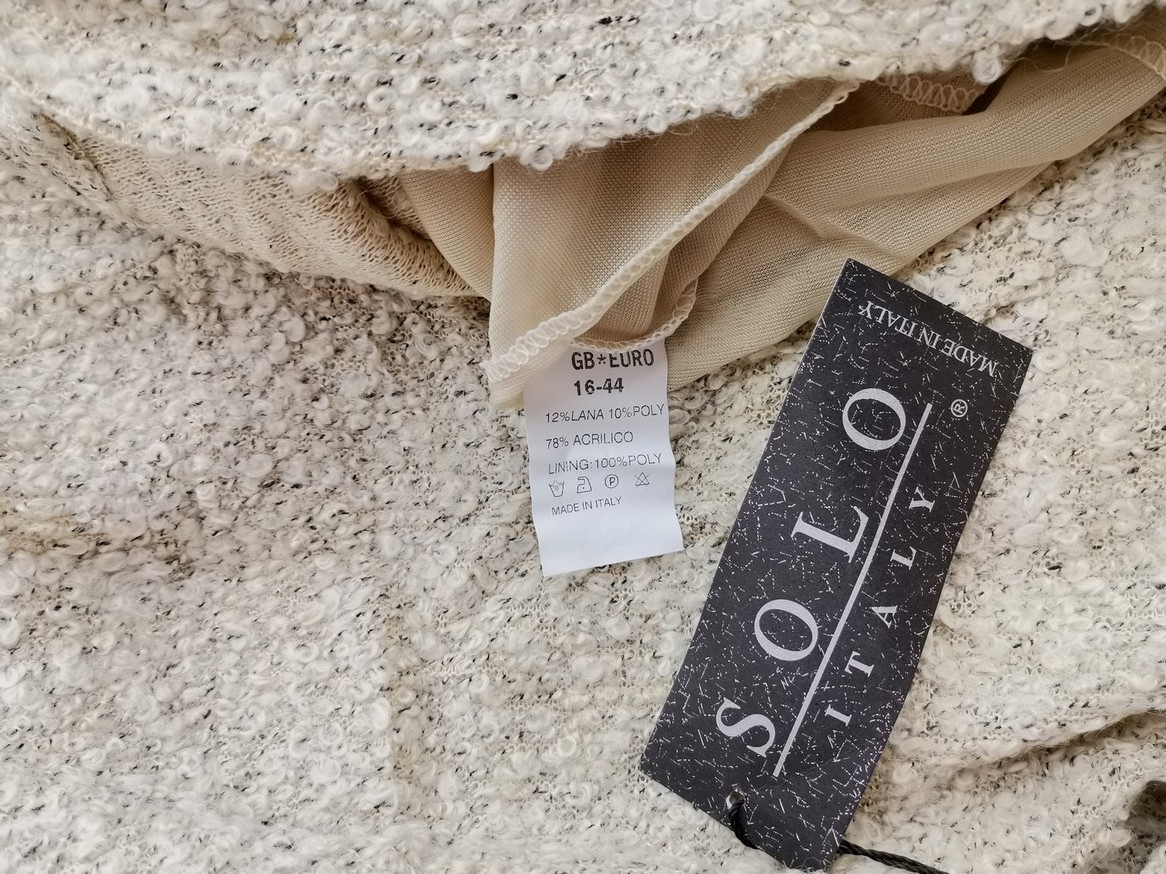 GB*EURO
16-44
12%LANA 10%POLY
78% ACRILICO
LINING:100%POLY
P
MADE IN ITALY
SOLO
ITALY
®
MADE IN ITALY